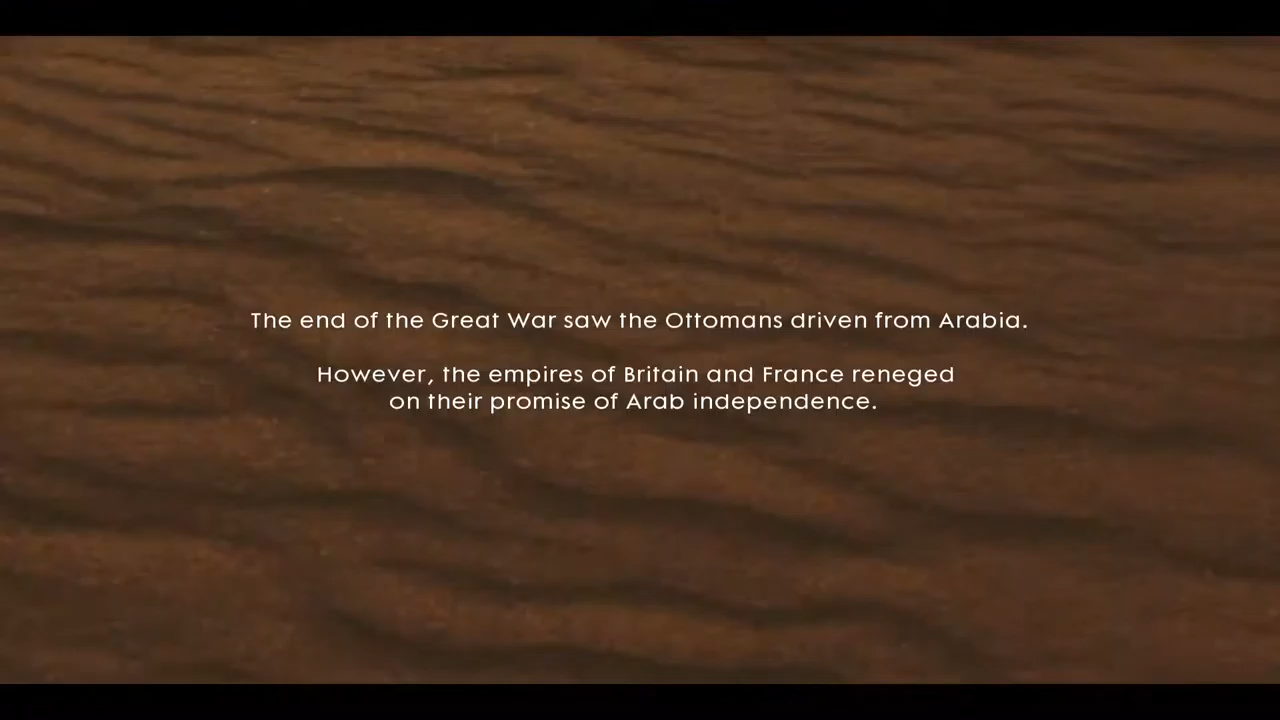 The end of the Great War saw the Ottomans driven from Arabia.
However, the empires of Britain and France reneged
on their promise of Arab independence.